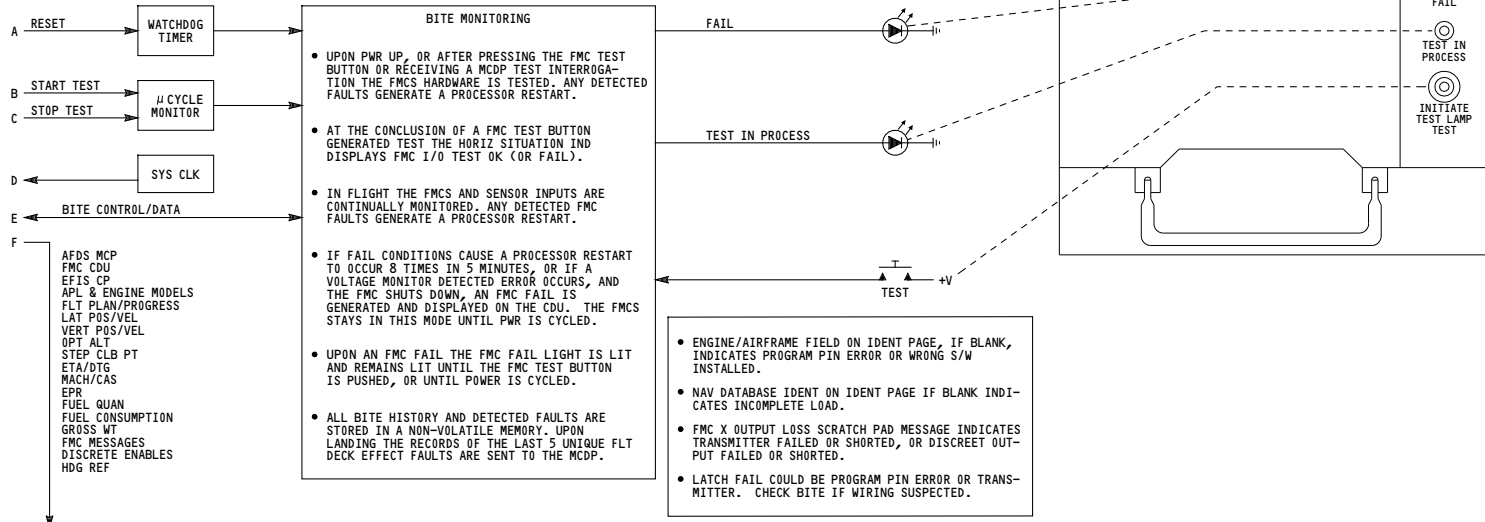 A RESET
WATCHDOG
TIMER
B START TEST
C STOP TEST
μ CYCLE
MONITOR
D
SYS CLK
E BITE CONTROL/DATA
F
AFDS MCP
FMC CDU
EFIS CP
APL & ENGINE MODELS
FLT PLAN/PROGRESS
LAT POS/VEL
VERT POS/VEL
OPT ALT
STEP CLB PT
ETA/DTG
MACH/CAS
EPR
FUEL QUAN
FUEL CONSUMPTION
GROSS WT
FMC MESSAGES
DISCRETE ENABLES
HDG REF
BITE MONITORING
• UPON PWR UP, OR AFTER PRESSING THE FMC TEST
BUTTON OR RECEIVING A MCDP TEST INTERROGA-
TION THE FMCS HARDWARE IS TESTED. ANY DETECTED
FAULTS GENERATE A PROCESSOR RESTART.
• AT THE CONCLUSION OF A FMC TEST BUTTON
GENERATED TEST THE HORIZ SITUATION IND
DISPLAYS FMC I/O TEST OK (OR FAIL).
• IN FLIGHT THE FMCS AND SENSOR INPUTS ARE
CONTINUALLY MONITORED. ANY DETECTED FMC
FAULTS GENERATE A PROCESSOR RESTART.
• IF FAIL CONDITIONS CAUSE A PROCESSOR RESTART
TO OCCUR 8 TIMES IN 5 MINUTES, OR IF A
VOLTAGE MONITOR DETECTED ERROR OCCURS, AND
THE FMC SHUTS DOWN, AN FMC FAIL IS
GENERATED AND DISPLAYED ON THE CDU. THE FMCS
STAYS IN THIS MODE UNTIL PWR IS CYCLED.
• UPON AN FMC FAIL THE FMC FAIL LIGHT IS LIT
AND REMAINS LIT UNTIL THE FMC TEST BUTTON
IS PUSHED, OR UNTIL POWER IS CYCLED.
• ALL BITE HISTORY AND DETECTED FAULTS ARE
STORED IN A NON-VOLATILE MEMORY. UPON
LANDING THE RECORDS OF THE LAST 5 UNIQUE FLT
DECK EFFECT FAULTS ARE SENT TO THE MCDP.
FAIL
TEST IN PROCESS
TEST
+V
FAIL
TEST IN
PROCESS
INITIATE
TEST LAMP
TEST
• ENGINE/AIRFRAME FIELD ON IDENT PAGE, IF BLANK,
INDICATES PROGRAM PIN ERROR OR WRONG S/W
INSTALLED.
• NAV DATABASE IDENT ON IDENT PAGE IF BLANK INDI-
CATES INCOMPLETE LOAD.
• FMC X OUTPUT LOSS SCRATCH PAD MESSAGE INDICATES
TRANSMITTER FAILED OR SHORTED, OR DISCREET OUT-
PUT FAILED OR SHORTED.
• LATCH FAIL COULD BE PROGRAM PIN ERROR OR TRANS-
MITTER. CHECK BITE IF WIRING SUSPECTED.